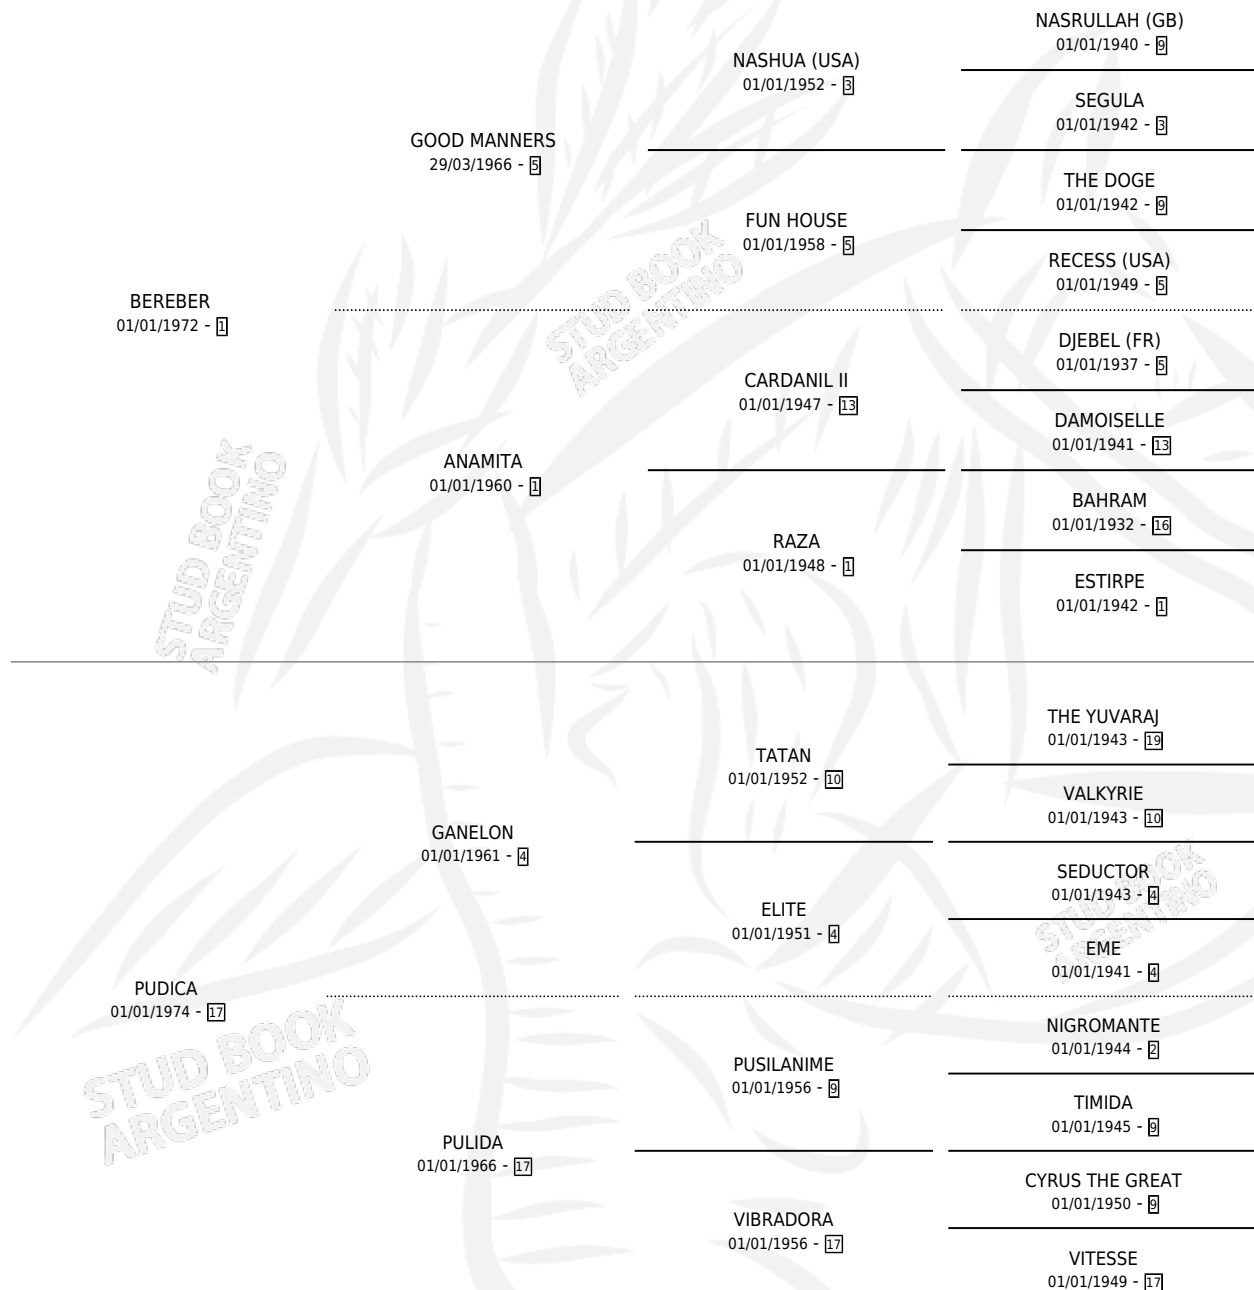 NASRULLAH (GB)
01/01/1940 - 9
NASHUA (USA)
01/01/1952 - 3
SEGULA
01/01/1942 - 3
GOOD MANNERS
29/03/1966 - 5
THE DOGE
01/01/1942 - 9
FUN HOUSE
01/01/1958 - 5
RECESS (USA)
01/01/1949 - 5
BEREBER
01/01/1972 - 1
DJEBEL (FR)
01/01/1937 - 5
CARDANIL II
01/01/1947 - 13
DAMOISELLE
01/01/1941 - 13
ANAMITA
01/01/1960 - 1
BAHRAM
01/01/1932 - 16
RAZA
01/01/1948 - 1
ESTIRPE
01/01/1942 - 1
THE YUVARAJ
01/01/1943 - 19
TATAN
01/01/1952 - 10
VALKYRIE
01/01/1943 - 10
GANELON
01/01/1961 - 4
SEDUCTOR
01/01/1943 - 4
ELITE
01/01/1951 - 4
EME
01/01/1941 - 4
PUDICA
01/01/1974 - 17
NIGROMANTE
01/01/1944 - 2
PUSILANIME
01/01/1956 - 9
TIMIDA
01/01/1945 - 9
PULIDA
01/01/1966 - 17
CYRUS THE GREAT
01/01/1950 - 9
VIBRADORA
01/01/1956 - 17
VITESSE
01/01/1949 - 17
STUD BOOK
ARGENTINO
STUD BOOK
ARGENTINO
STUD BOOK
ARGENTINO
STUD BOOK
ARGENTINO